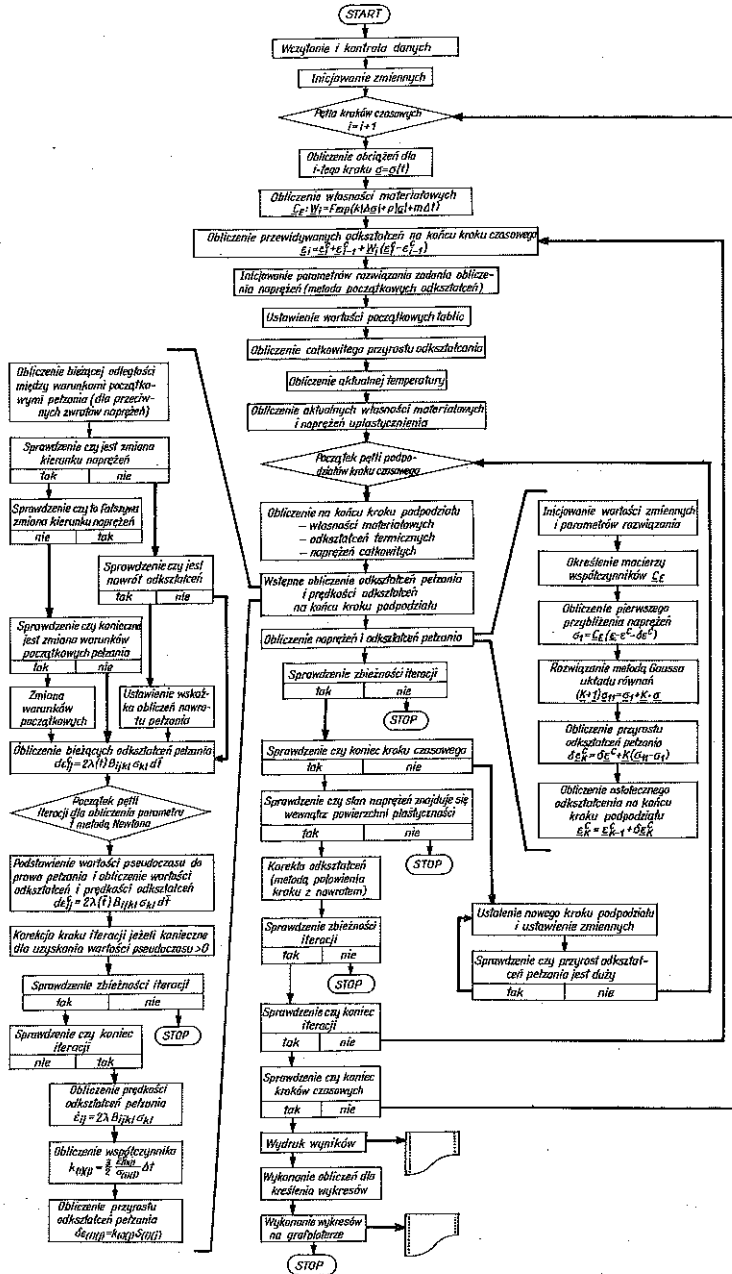 START
Wczytanie i kontrola danych
Inicjowanie zmiennych
Pętla kroków czasowych
i=i+1
Obliczenie obciążeń dla
i-tego kroku σ=σ(t)
Obliczenie własności materiałowych
C_E; W_i=Fexp(k|Δσ|+p|σ|+mΔt)
Obliczenie przewidywanych odkształceń na końcu kroku czasowego
Inicjowanie parametrów rozwiązania zadania oblicze-
nia naprężeń (metoda początkowych odkształceń)
Ustawienie wartości początkowych tablic
Obliczenie całkowitego przyrostu odkształcania
Obliczenie aktualnej temperatury
Obliczenie aktualnych własności materiałowych
i naprężeń uplastycznienia
Początek pętli podpo-
działów kroku czasowego
Obliczenie na końcu kroku podpodziału
– własności materiałowych
– odkształceń termicznych
– naprężeń całkowitych
Wstępne obliczenie odkształceń pełzania
i prędkości odkształceń
na końcu kroku podpodziału
Obliczenie naprężeń i odkształceń pełzania
Sprawdzenie zbieżności iteracji
tak nie
STOP
Sprawdzenie czy koniec kroku czasowego
tak nie
Sprawdzenie czy stan naprężeń znajduje się
wewnątrz powierzchni plastyczności
tak nie
STOP
Korekta odkształceń
(metodą połowienia
kroku z nawrotem)
Sprawdzenie zbieżności
iteracji
tak nie
STOP
Sprawdzenie czy koniec
iteracji
tak nie
Sprawdzenie czy koniec
kroków czasowych
tak nie
Wydruk wyników
Wykonanie obliczeń dla
kreślenia wykresów
Wykonanie wykresów
na grafploterze
STOP
Obliczenie bieżącej odległości
między warunkami początko-
wymi pełzania (dla przeciw-
nych zwrotów naprężeń)
Sprawdzenie czy jest zmiana
kierunku naprężeń
tak nie
Sprawdzenie czy to fałszywa
zmiana kierunku naprężeń
nie tak
Sprawdzenie czy jest
nawrót odkształceń
tak nie
Sprawdzenie czy konieczna
jest zmiana warunków
początkowych pełzania
tak nie
Zmiana
warunków
początkowych
Ustawienie wskaź-
nika obliczeń nawro-
tu pełzania
Obliczenie bieżących odkształceń pełzania
Początek pętli
iteracji dla obliczenia parametru
metodą Newtona
Podstawienie wartości pseudoczasu do
prawa pełzania i obliczenie wartości
odkształceń i prędkości odkształceń
Korekcja kroku iteracji jeżeli konieczne
dla uzyskania wartości pseudoczasu >0
Sprawdzenie zbieżności iteracji
tak nie
STOP
Sprawdzenie czy koniec
iteracji
nie tak
Obliczenie prędkości
odkształceń pełzania
Obliczenie współczynnika
Obliczenie przyrostu
odkształceń pełzania
Inicjowanie wartości zmiennych
i parametrów rozwiązania
Określenie macierzy
współczynników C_E
Obliczenie pierwszego
przybliżenia naprężeń
Rozwiązanie metodą Gaussa
układu równań
Obliczenie przyrostu
odkształceń pełzania
Obliczenie ostatecznego
odkształcenia na końcu
kroku podpodziału
Ustalenie nowego kroku podpodziału
i ustawienie zmiennych
Sprawdzenie czy przyrost odkształ-
ceń pełzania jest duży
tak nie